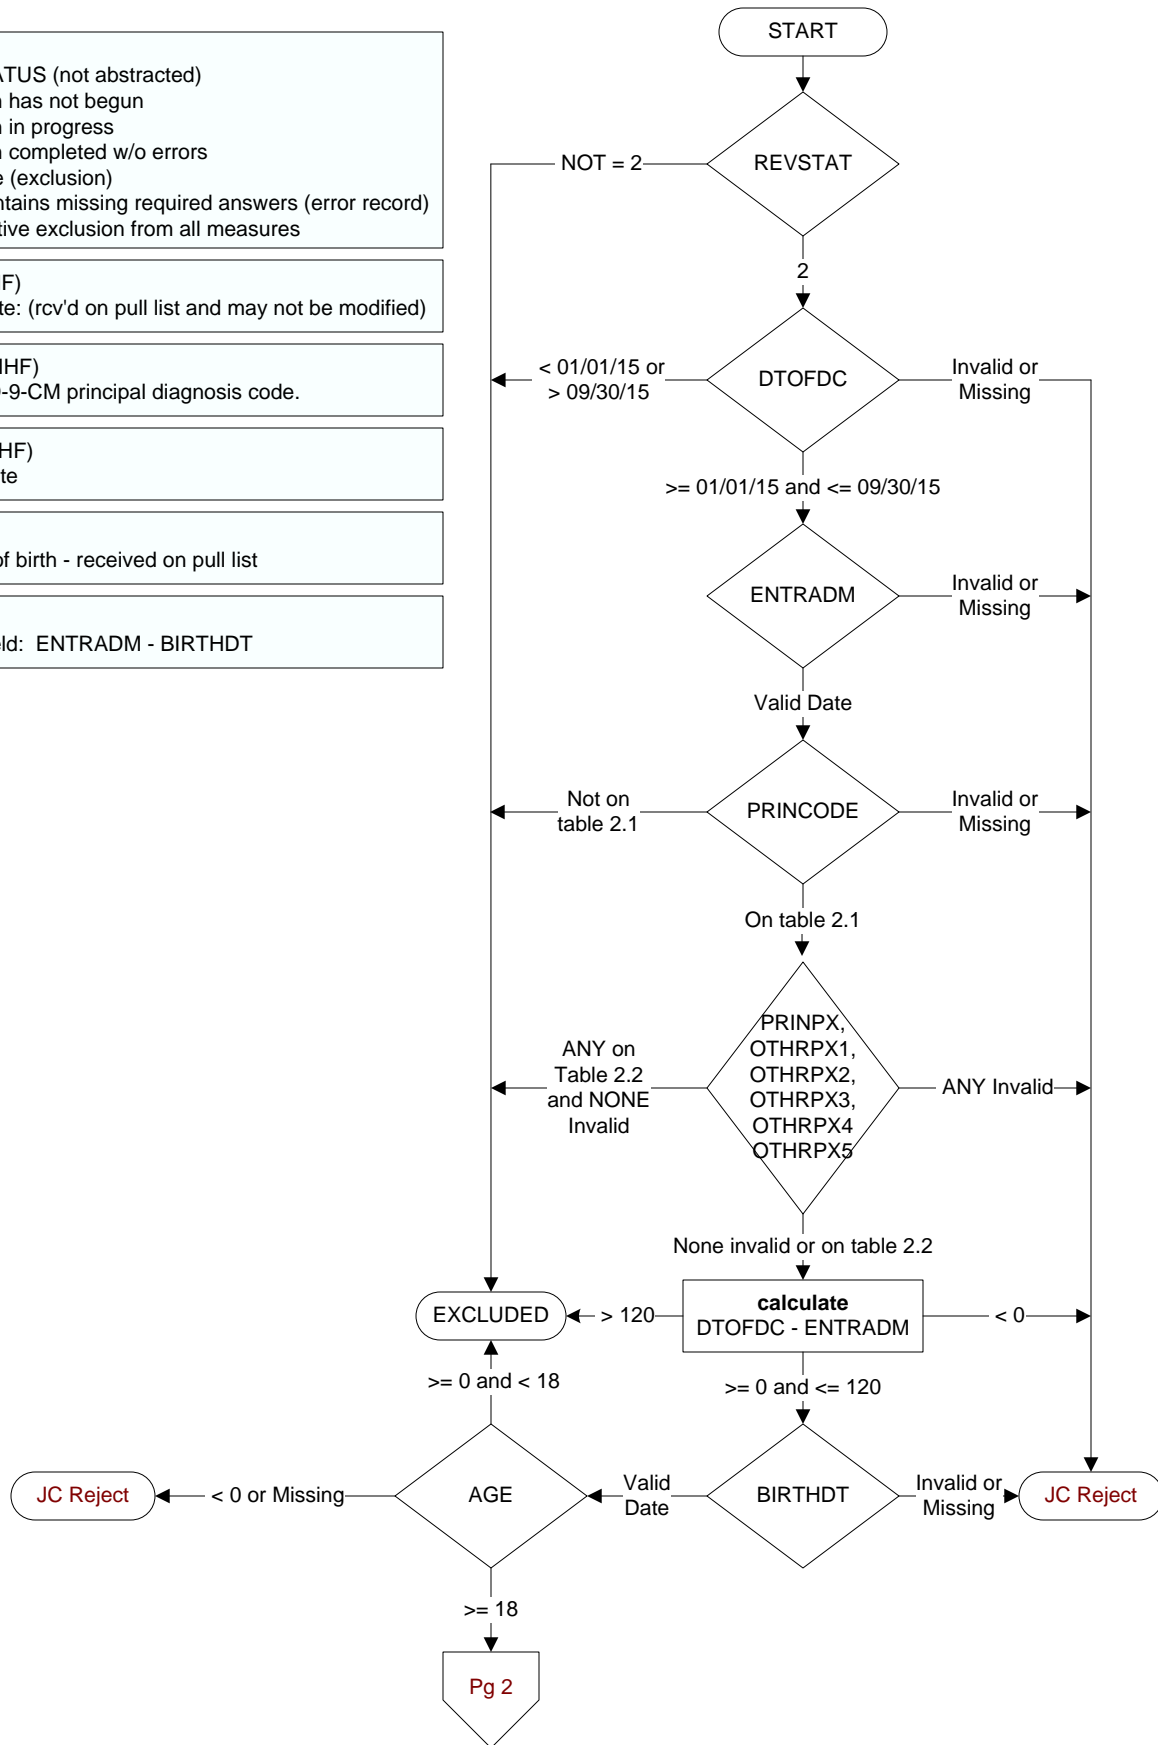 START
ATUS (not abstracted)
n has not begun
n in progress
n completed w/o errors
e (exclusion)
ntains missing required answers (error record)
tive exclusion from all measures
NOT = 2
REVSTAT
2
F)
te: (rcv'd on pull list and may not be modified)
HF)
9-CM principal diagnosis code.
HF)
te
of birth - received on pull list
eld: ENTRADM - BIRTHDT
< 01/01/15 or
> 09/30/15
DTOFDC
Invalid or
Missing
>= 01/01/15 and <= 09/30/15
ENTRADM
Invalid or
Missing
Valid Date
Not on
table 2.1
PRINCODE
Invalid or
Missing
On table 2.1
ANY on
Table 2.2
and NONE
Invalid
PRINPX,
OTHRPX1,
OTHRPX2,
OTHRPX3,
OTHRPX4
OTHRPX5
ANY Invalid
None invalid or on table 2.2
EXCLUDED
> 120
calculate
DTOFDC - ENTRADM
< 0
>= 0 and < 18
>= 0 and <= 120
JC Reject
< 0 or Missing
AGE
Valid
Date
BIRTHDT
Invalid or
Missing
JC Reject
>= 18
Pg 2